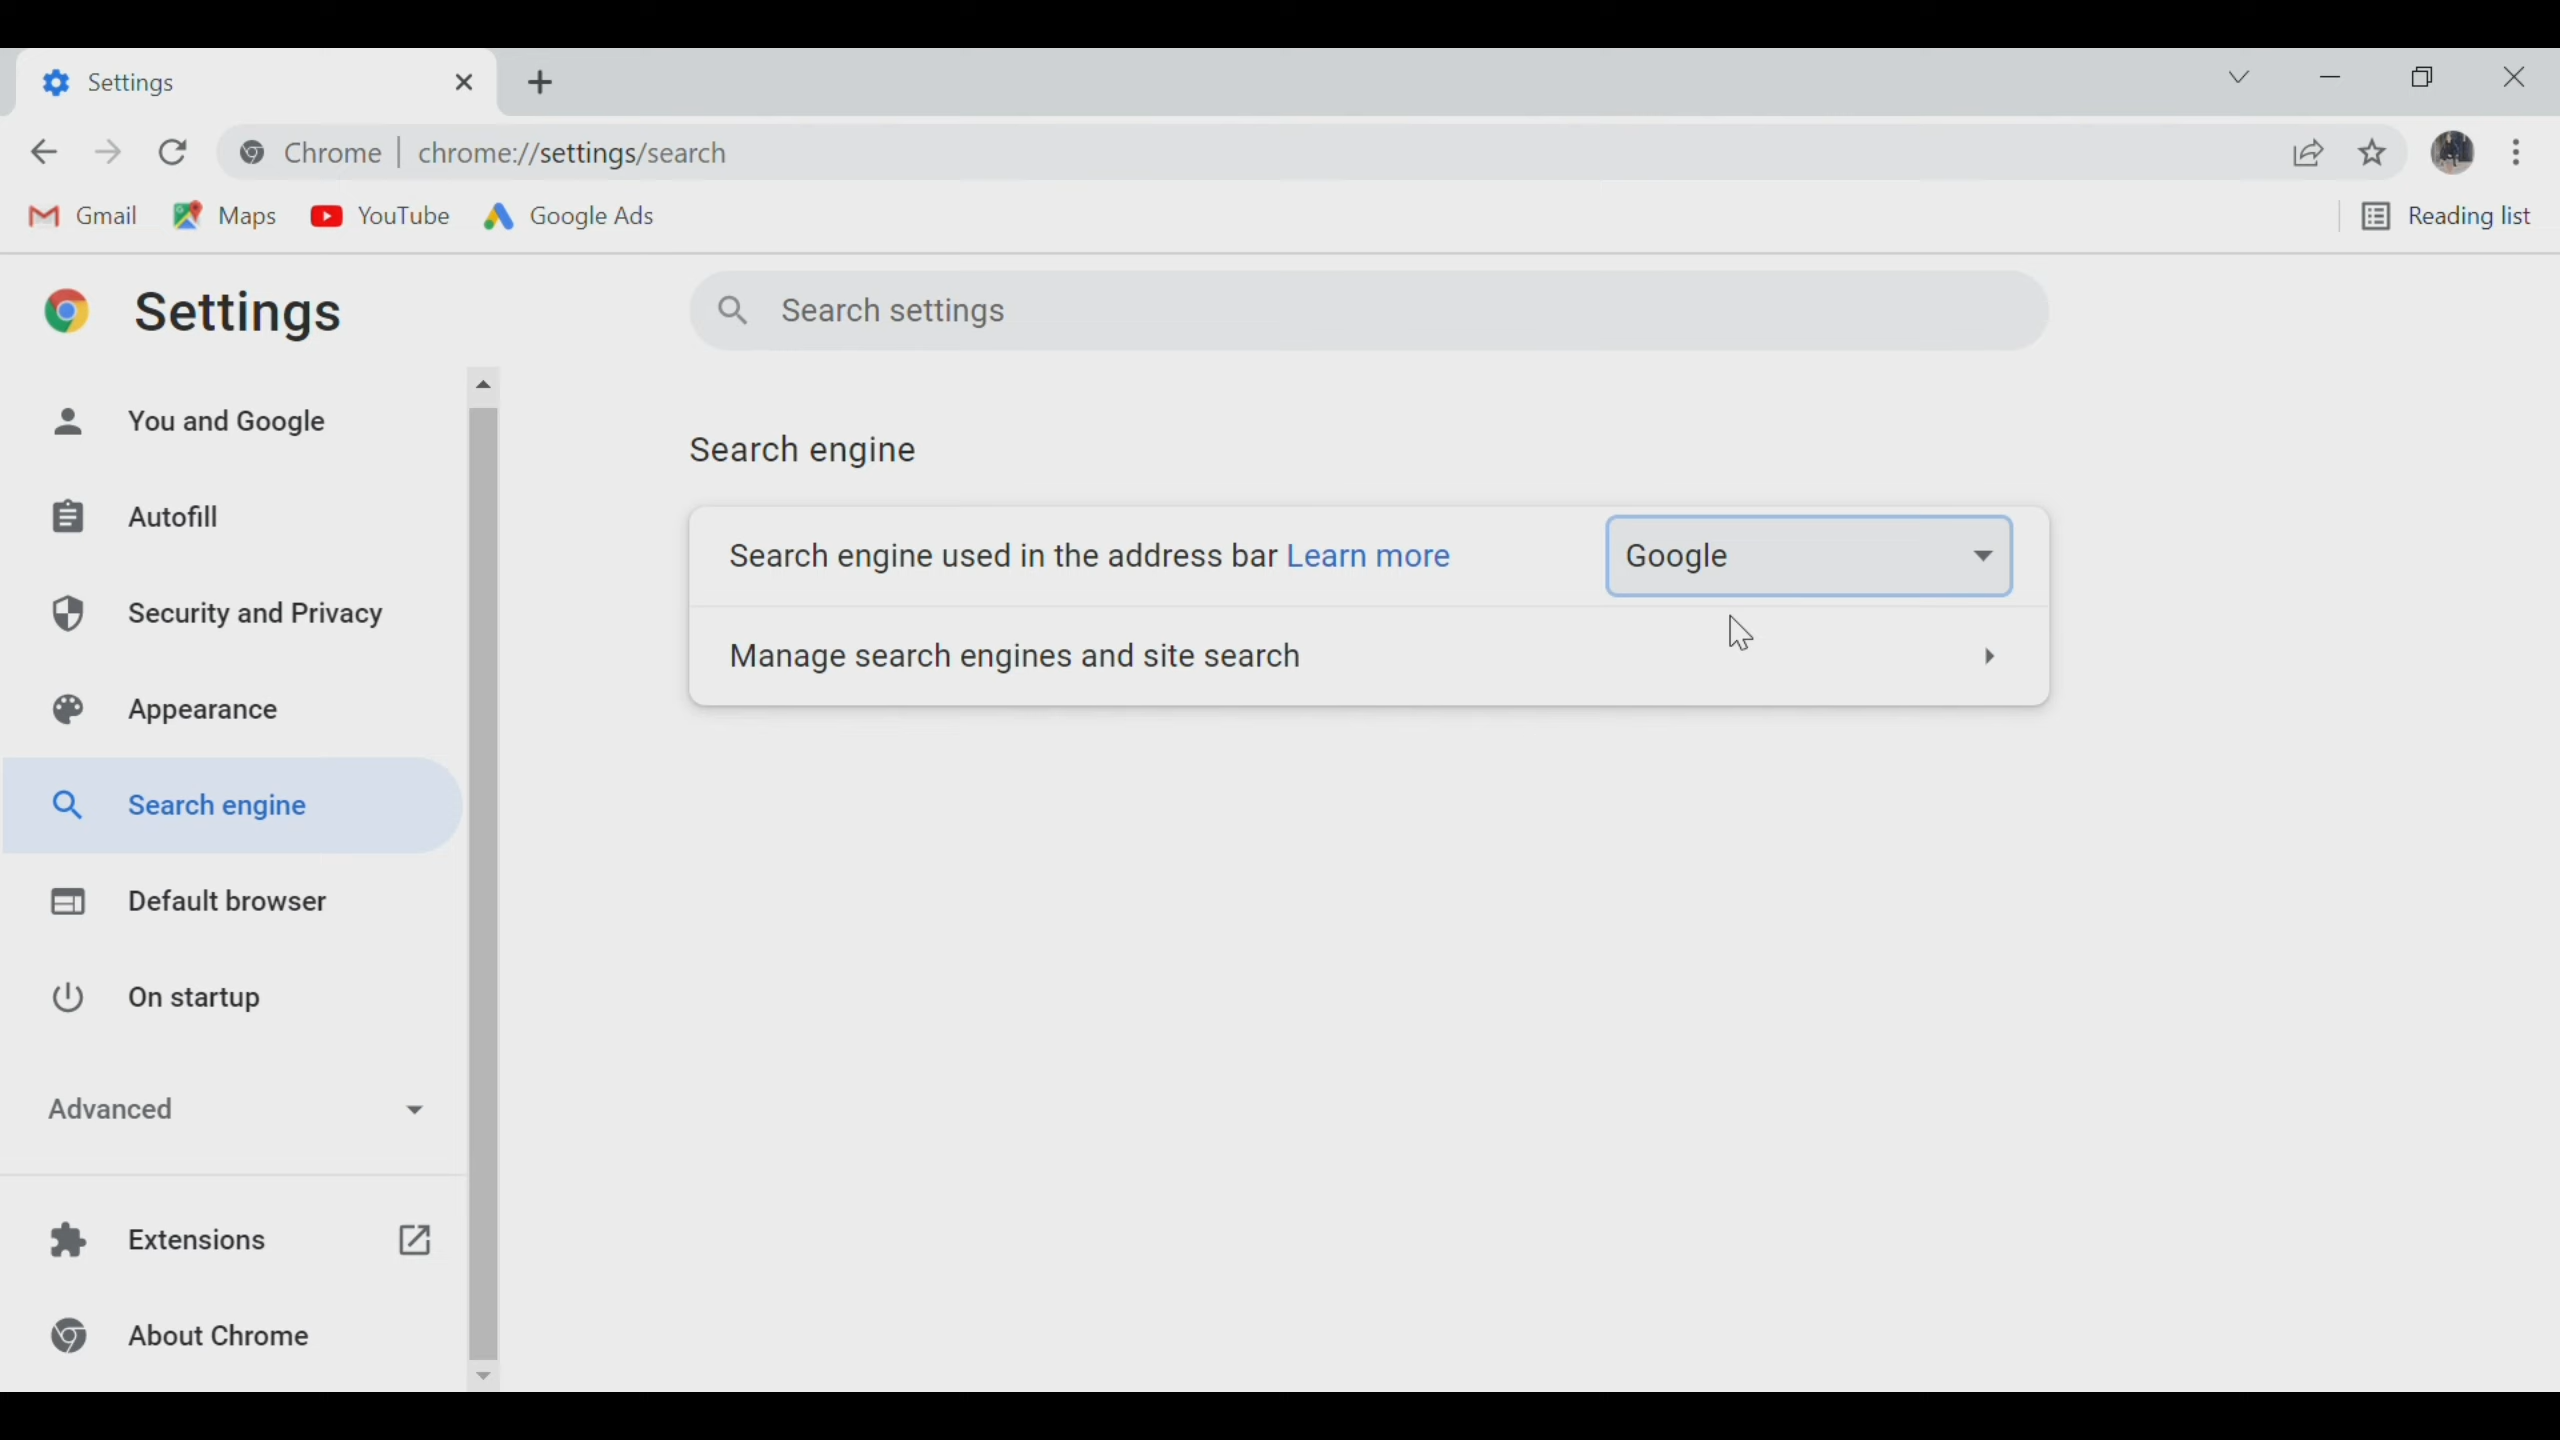 Settings
Chrome | chrome://settings/search
Gmail Maps YouTube Google Ads Reading list
Settings
Search settings
You and Google
Autofill
Security and Privacy
Appearance
Search engine
Default browser
On startup
Advanced
Extensions
About Chrome
Search engine
Search engine used in the address bar Learn more Google
Manage search engines and site search